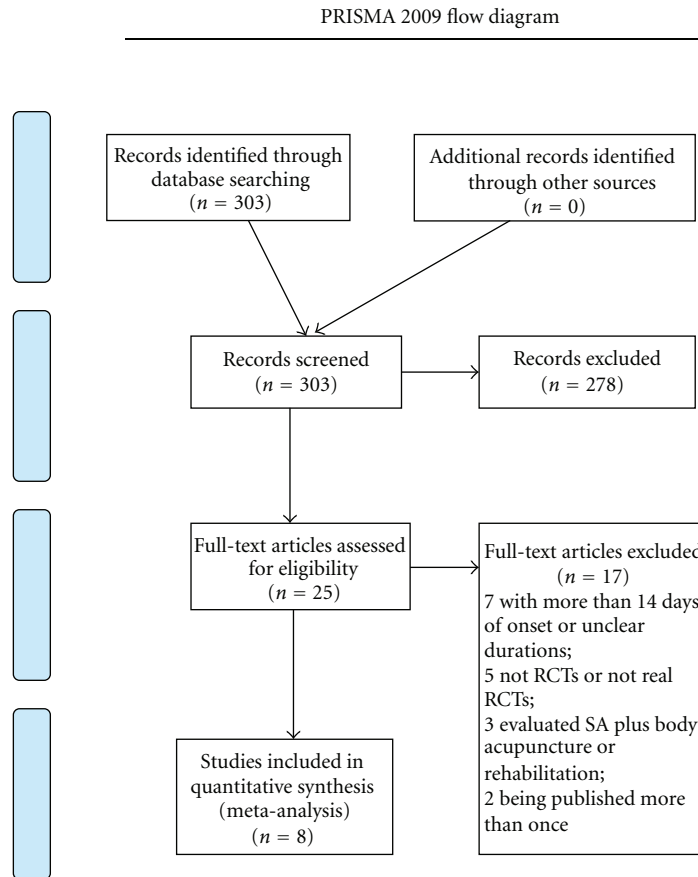 PRISMA 2009 flow diagram
Records identified through
database searching
(n = 303)
Additional records identified
through other sources
(n = 0)
Records screened
(n = 303)
Records excluded
(n = 278)
Full-text articles assessed
for eligibility
(n = 25)
Full-text articles excluded
(n = 17)
7 with more than 14 days
of onset or unclear
durations;
5 not RCTs or not real
RCTs;
3 evaluated SA plus body
acupuncture or
rehabilitation;
2 being published more
than once
Studies included in
quantitative synthesis
(meta-analysis)
(n = 8)